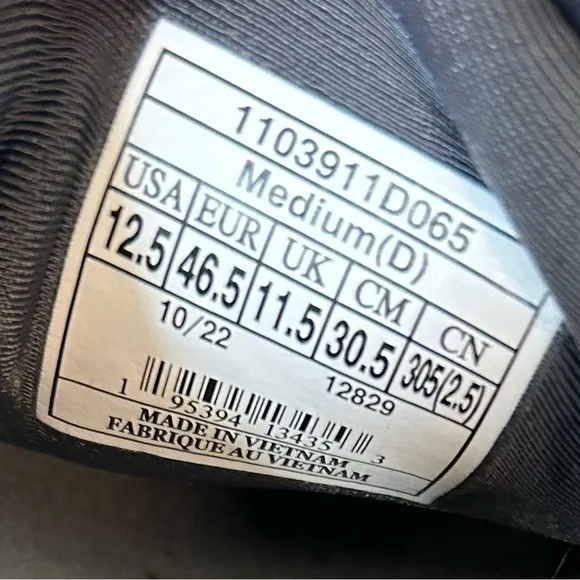 1103911D065
Medium(D)
USA EUR UK CM CN
12.5 46.5 11.5 30.5 305(2.5)
10/22 12829
1 95394 13435 3
MADE IN VIETNAM
FABRIQUE AU VIETNAM